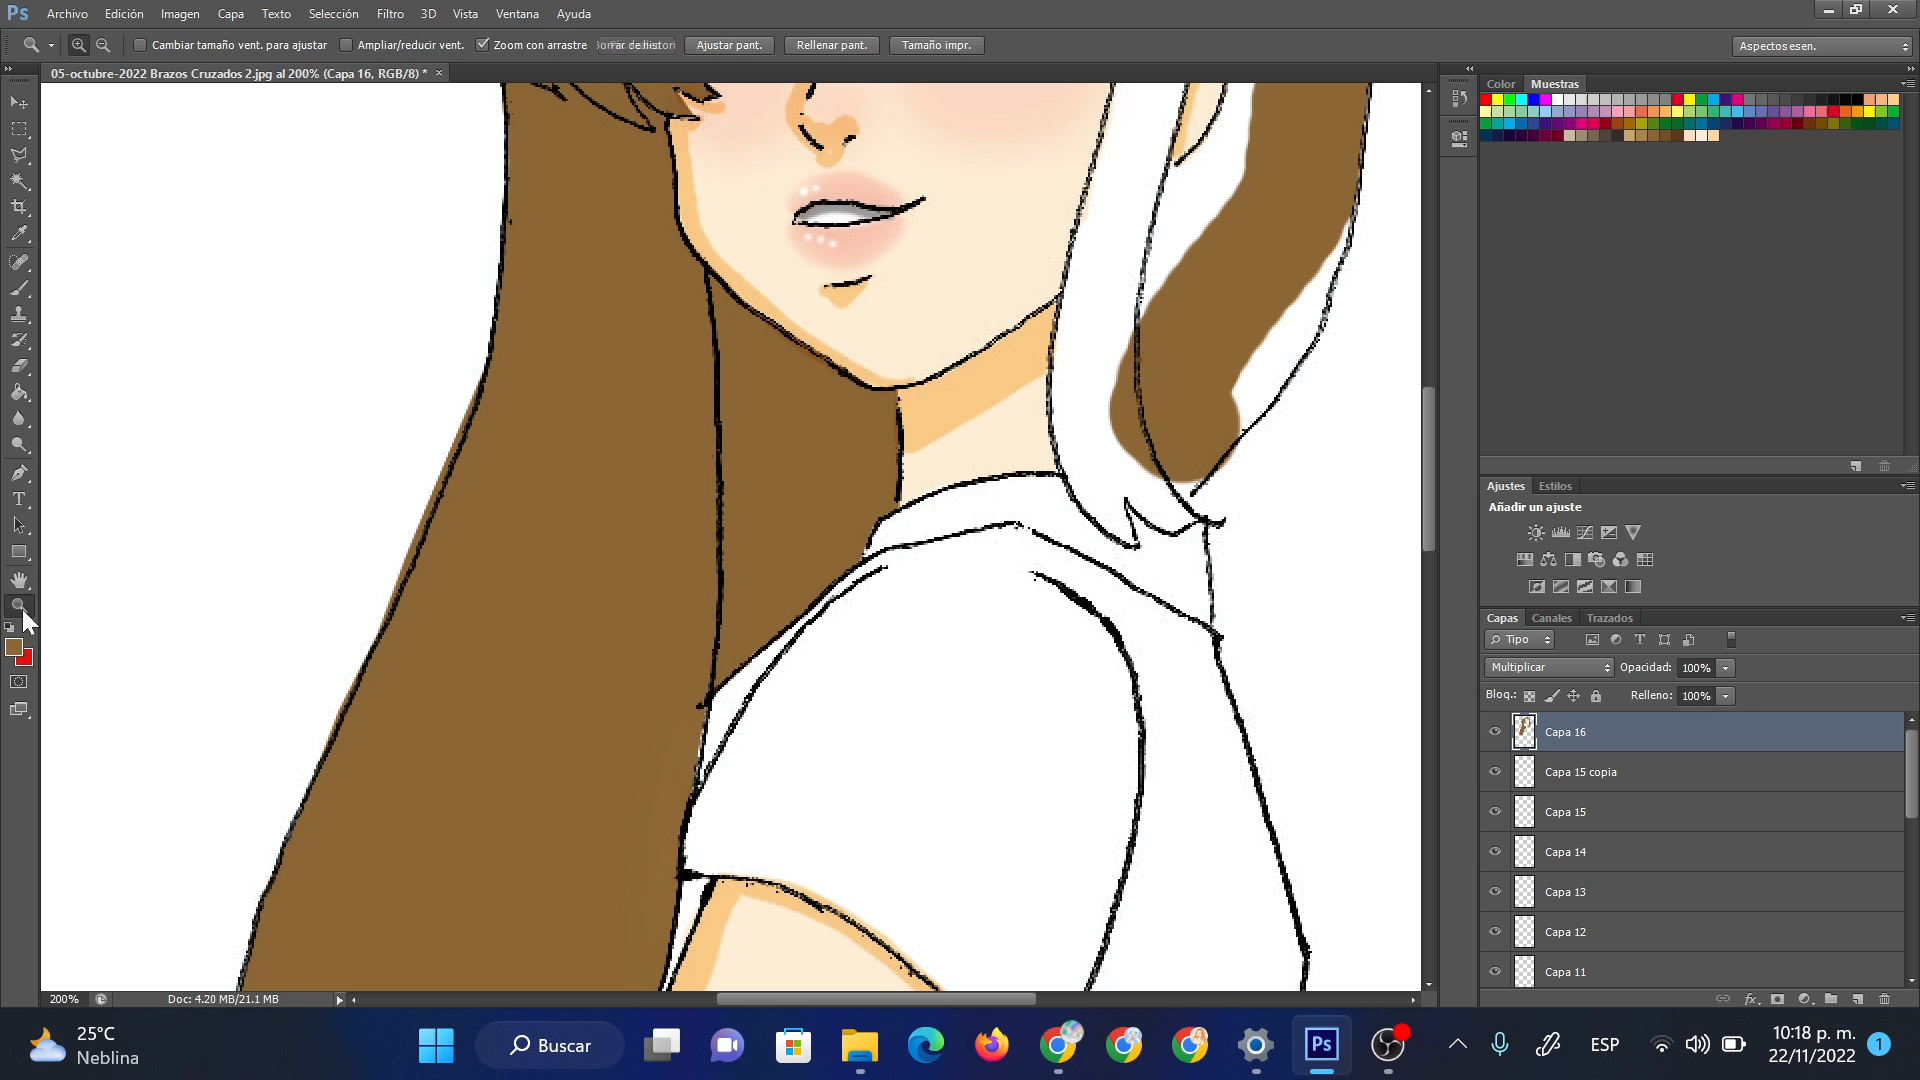 Ps Archivo Edición Imagen Capa Texto Selección Filtro 3D Vista Ventana Ayuda
Cambiar tamaño vent. para ajustar Ampliar/reducir vent. Zoom con arrastre Ajustar pant. Rellenar pant. Tamaño impr. Aspectos esen.
05-octubre-2022 Brazos Cruzados 2.jpg al 200% (Capa 16, RGB/8) *
Color Muestras
Ajustes Estilos
Añadir un ajuste
Capas Canales Trazados
Tipo
Multiplicar Opacidad: 100%
Bloq.: Relleno: 100%
Capa 16
Capa 15 copia
Capa 15
Capa 14
Capa 13
Capa 12
Capa 11
200% Doc: 4.20 MB/21.1 MB
25°C
Neblina
Buscar
Ps
ESP
10:18 p. m.
22/11/2022
1